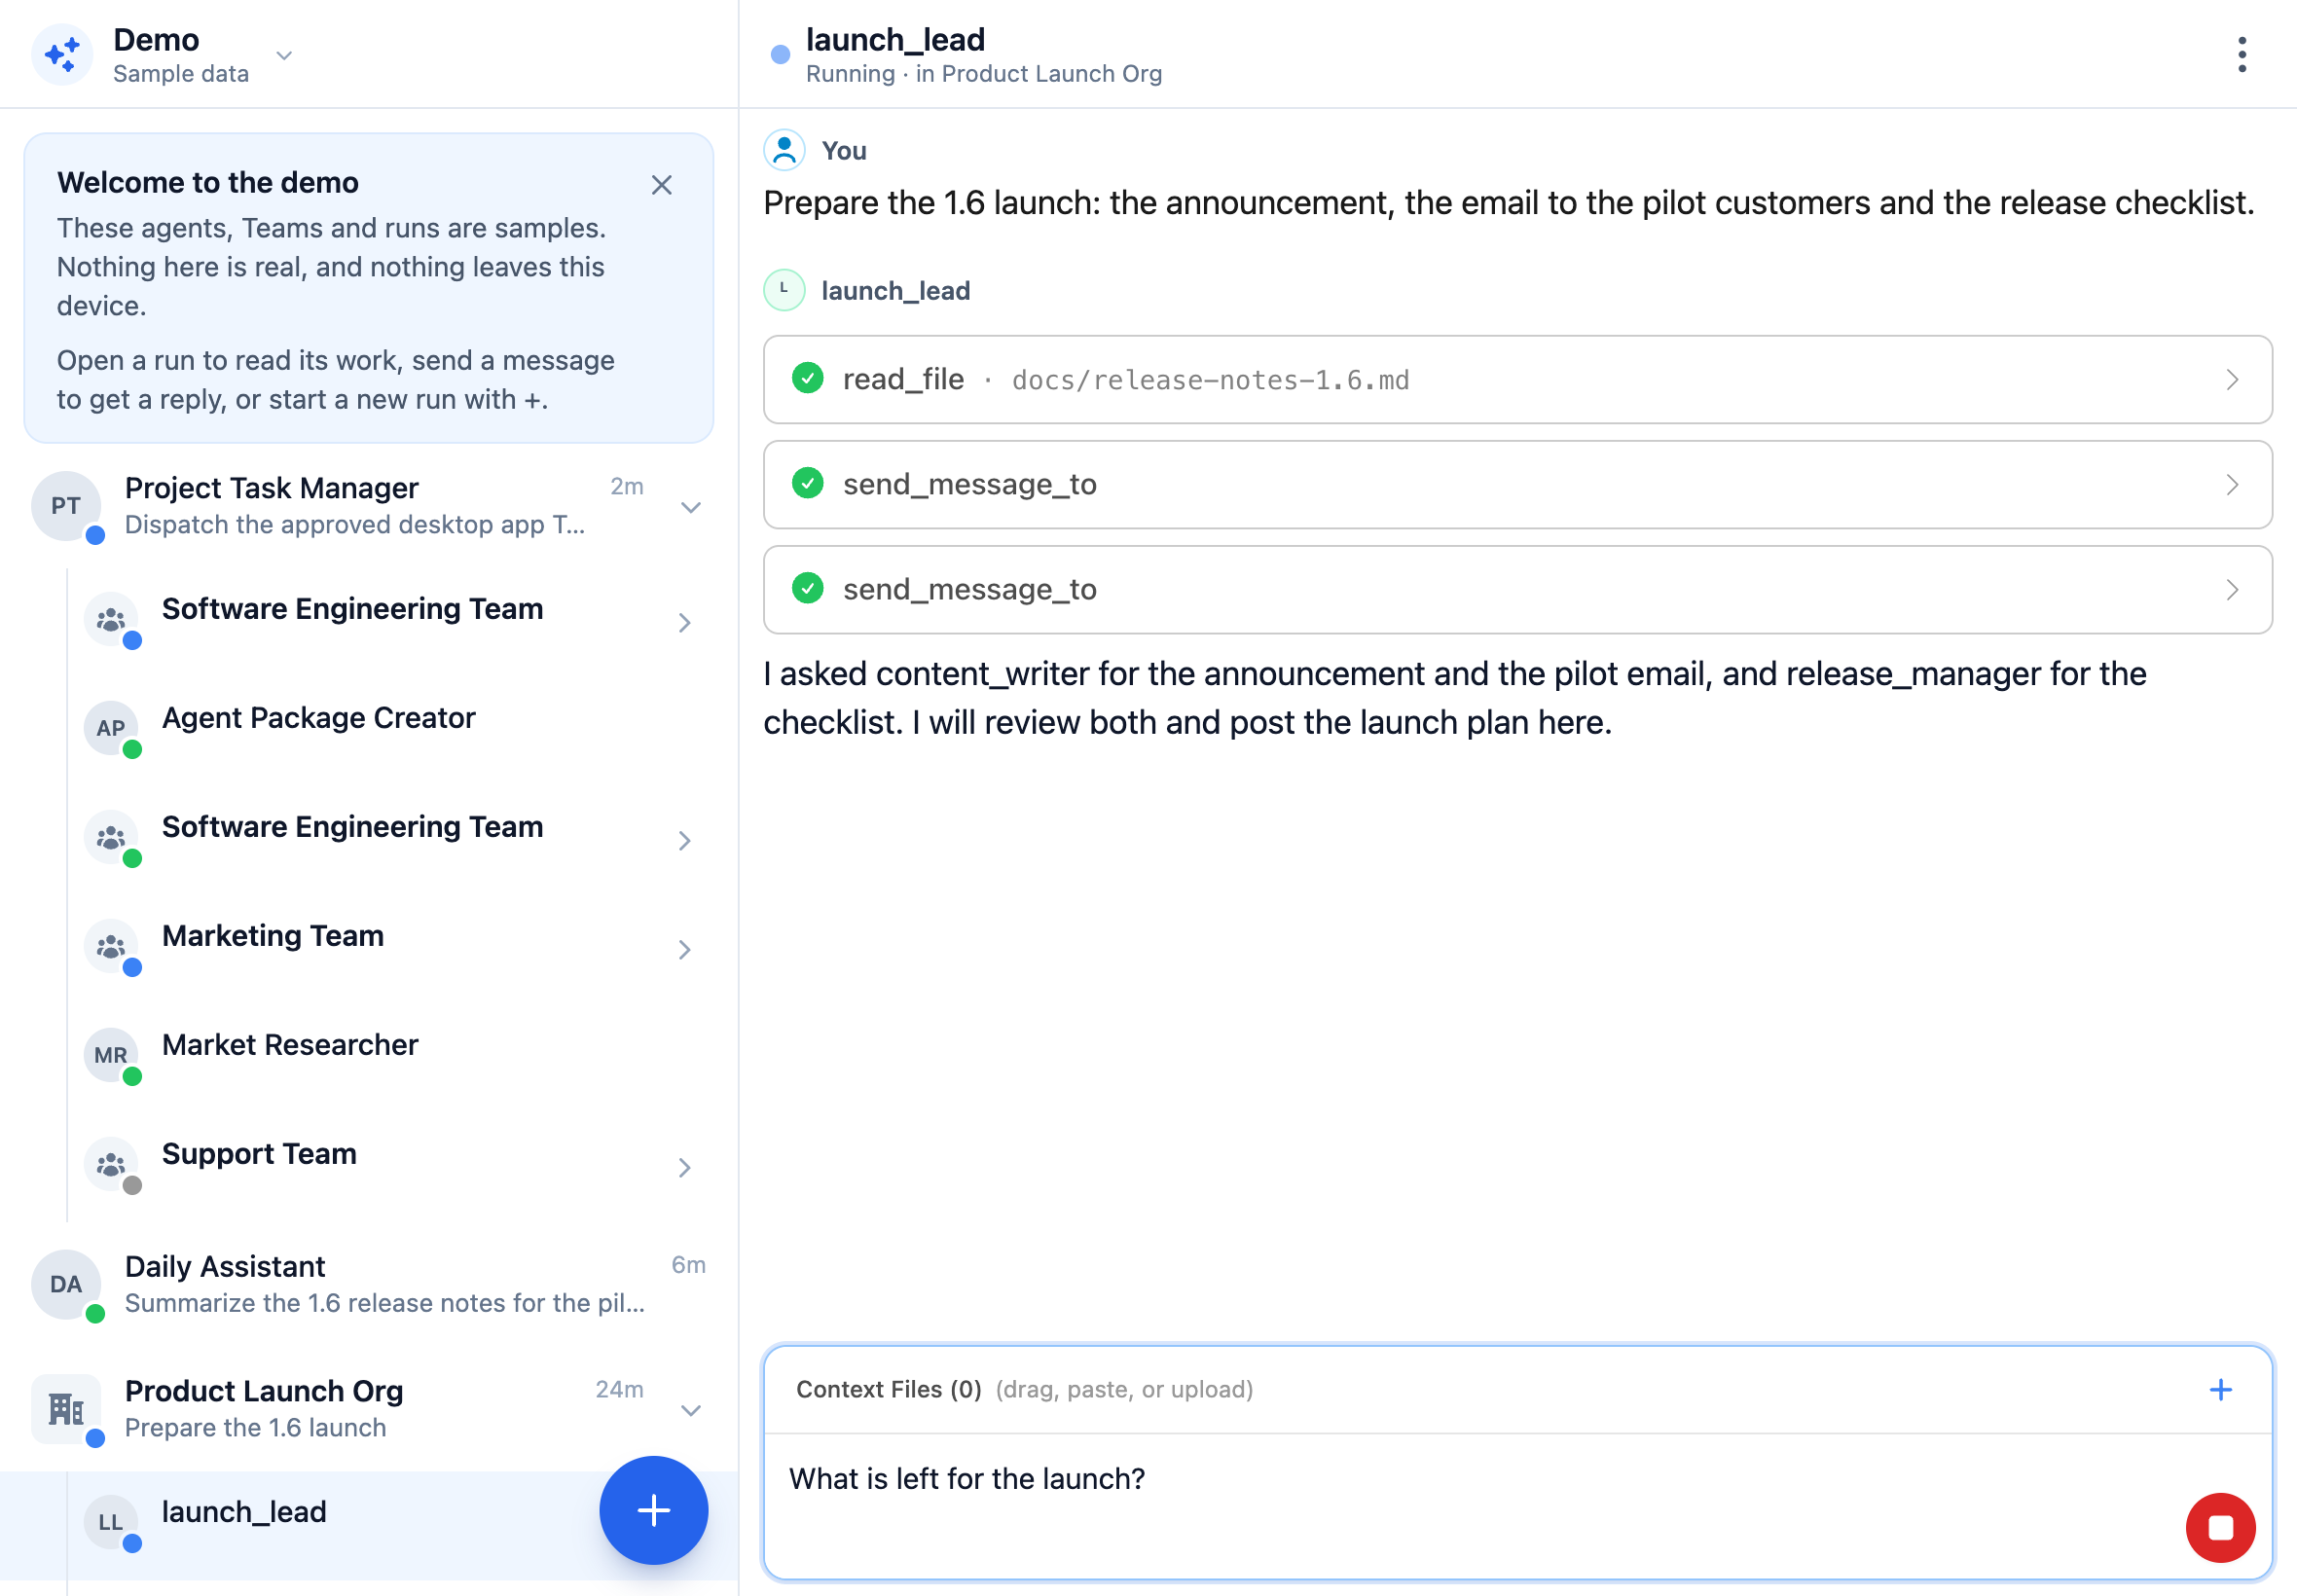 Demo
Sample data
Welcome to the demo
These agents, Teams and runs are samples.
Nothing here is real, and nothing leaves this
device.
Open a run to read its work, send a message
to get a reply, or start a new run with +.
PT
Project Task Manager
2m
Dispatch the approved desktop app T...
Software Engineering Team
AP
Agent Package Creator
Software Engineering Team
Marketing Team
MR
Market Researcher
Support Team
DA
Daily Assistant
6m
Summarize the 1.6 release notes for the pil...
Product Launch Org
24m
Prepare the 1.6 launch
LL
launch_lead
launch_lead
Running · in Product Launch Org
You
Prepare the 1.6 launch: the announcement, the email to the pilot customers and the release checklist.
L
launch_lead
read_file · docs/release-notes-1.6.md
send_message_to
send_message_to
I asked content_writer for the announcement and the pilot email, and release_manager for the
checklist. I will review both and post the launch plan here.
Context Files (0) (drag, paste, or upload)
What is left for the launch?